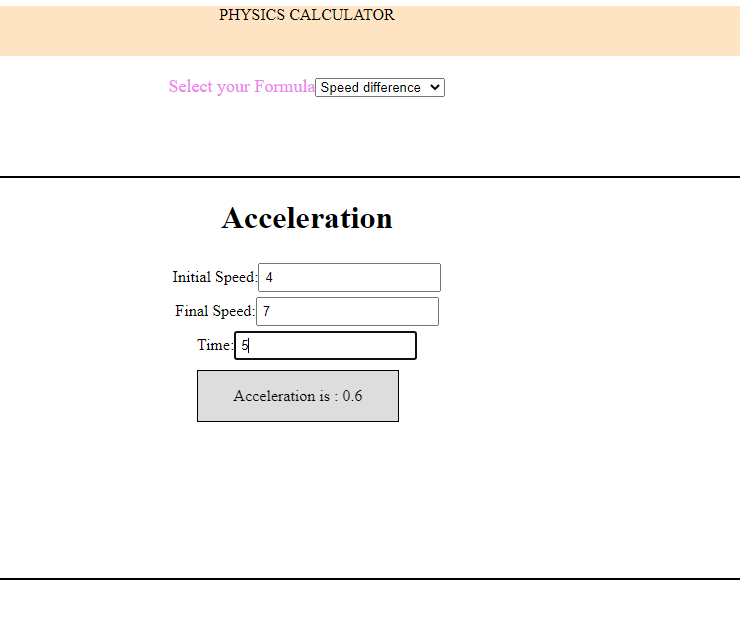 PHYSICS CALCULATOR
Select your Formula Speed difference
Acceleration
Initial Speed: 4
Final Speed: 7
Time: 5
Acceleration is : 0.6